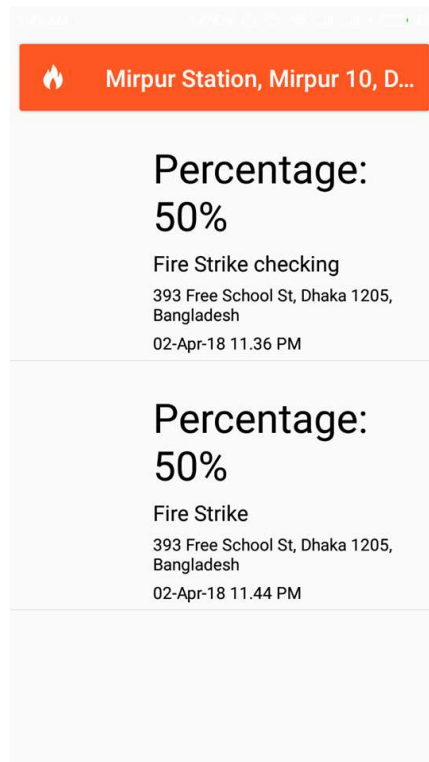 Mirpur Station, Mirpur 10, D...
Percentage:
50%
Fire Strike checking
393 Free School St, Dhaka 1205,
Bangladesh
02-Apr-18 11.36 PM
Percentage:
50%
Fire Strike
393 Free School St, Dhaka 1205,
Bangladesh
02-Apr-18 11.44 PM